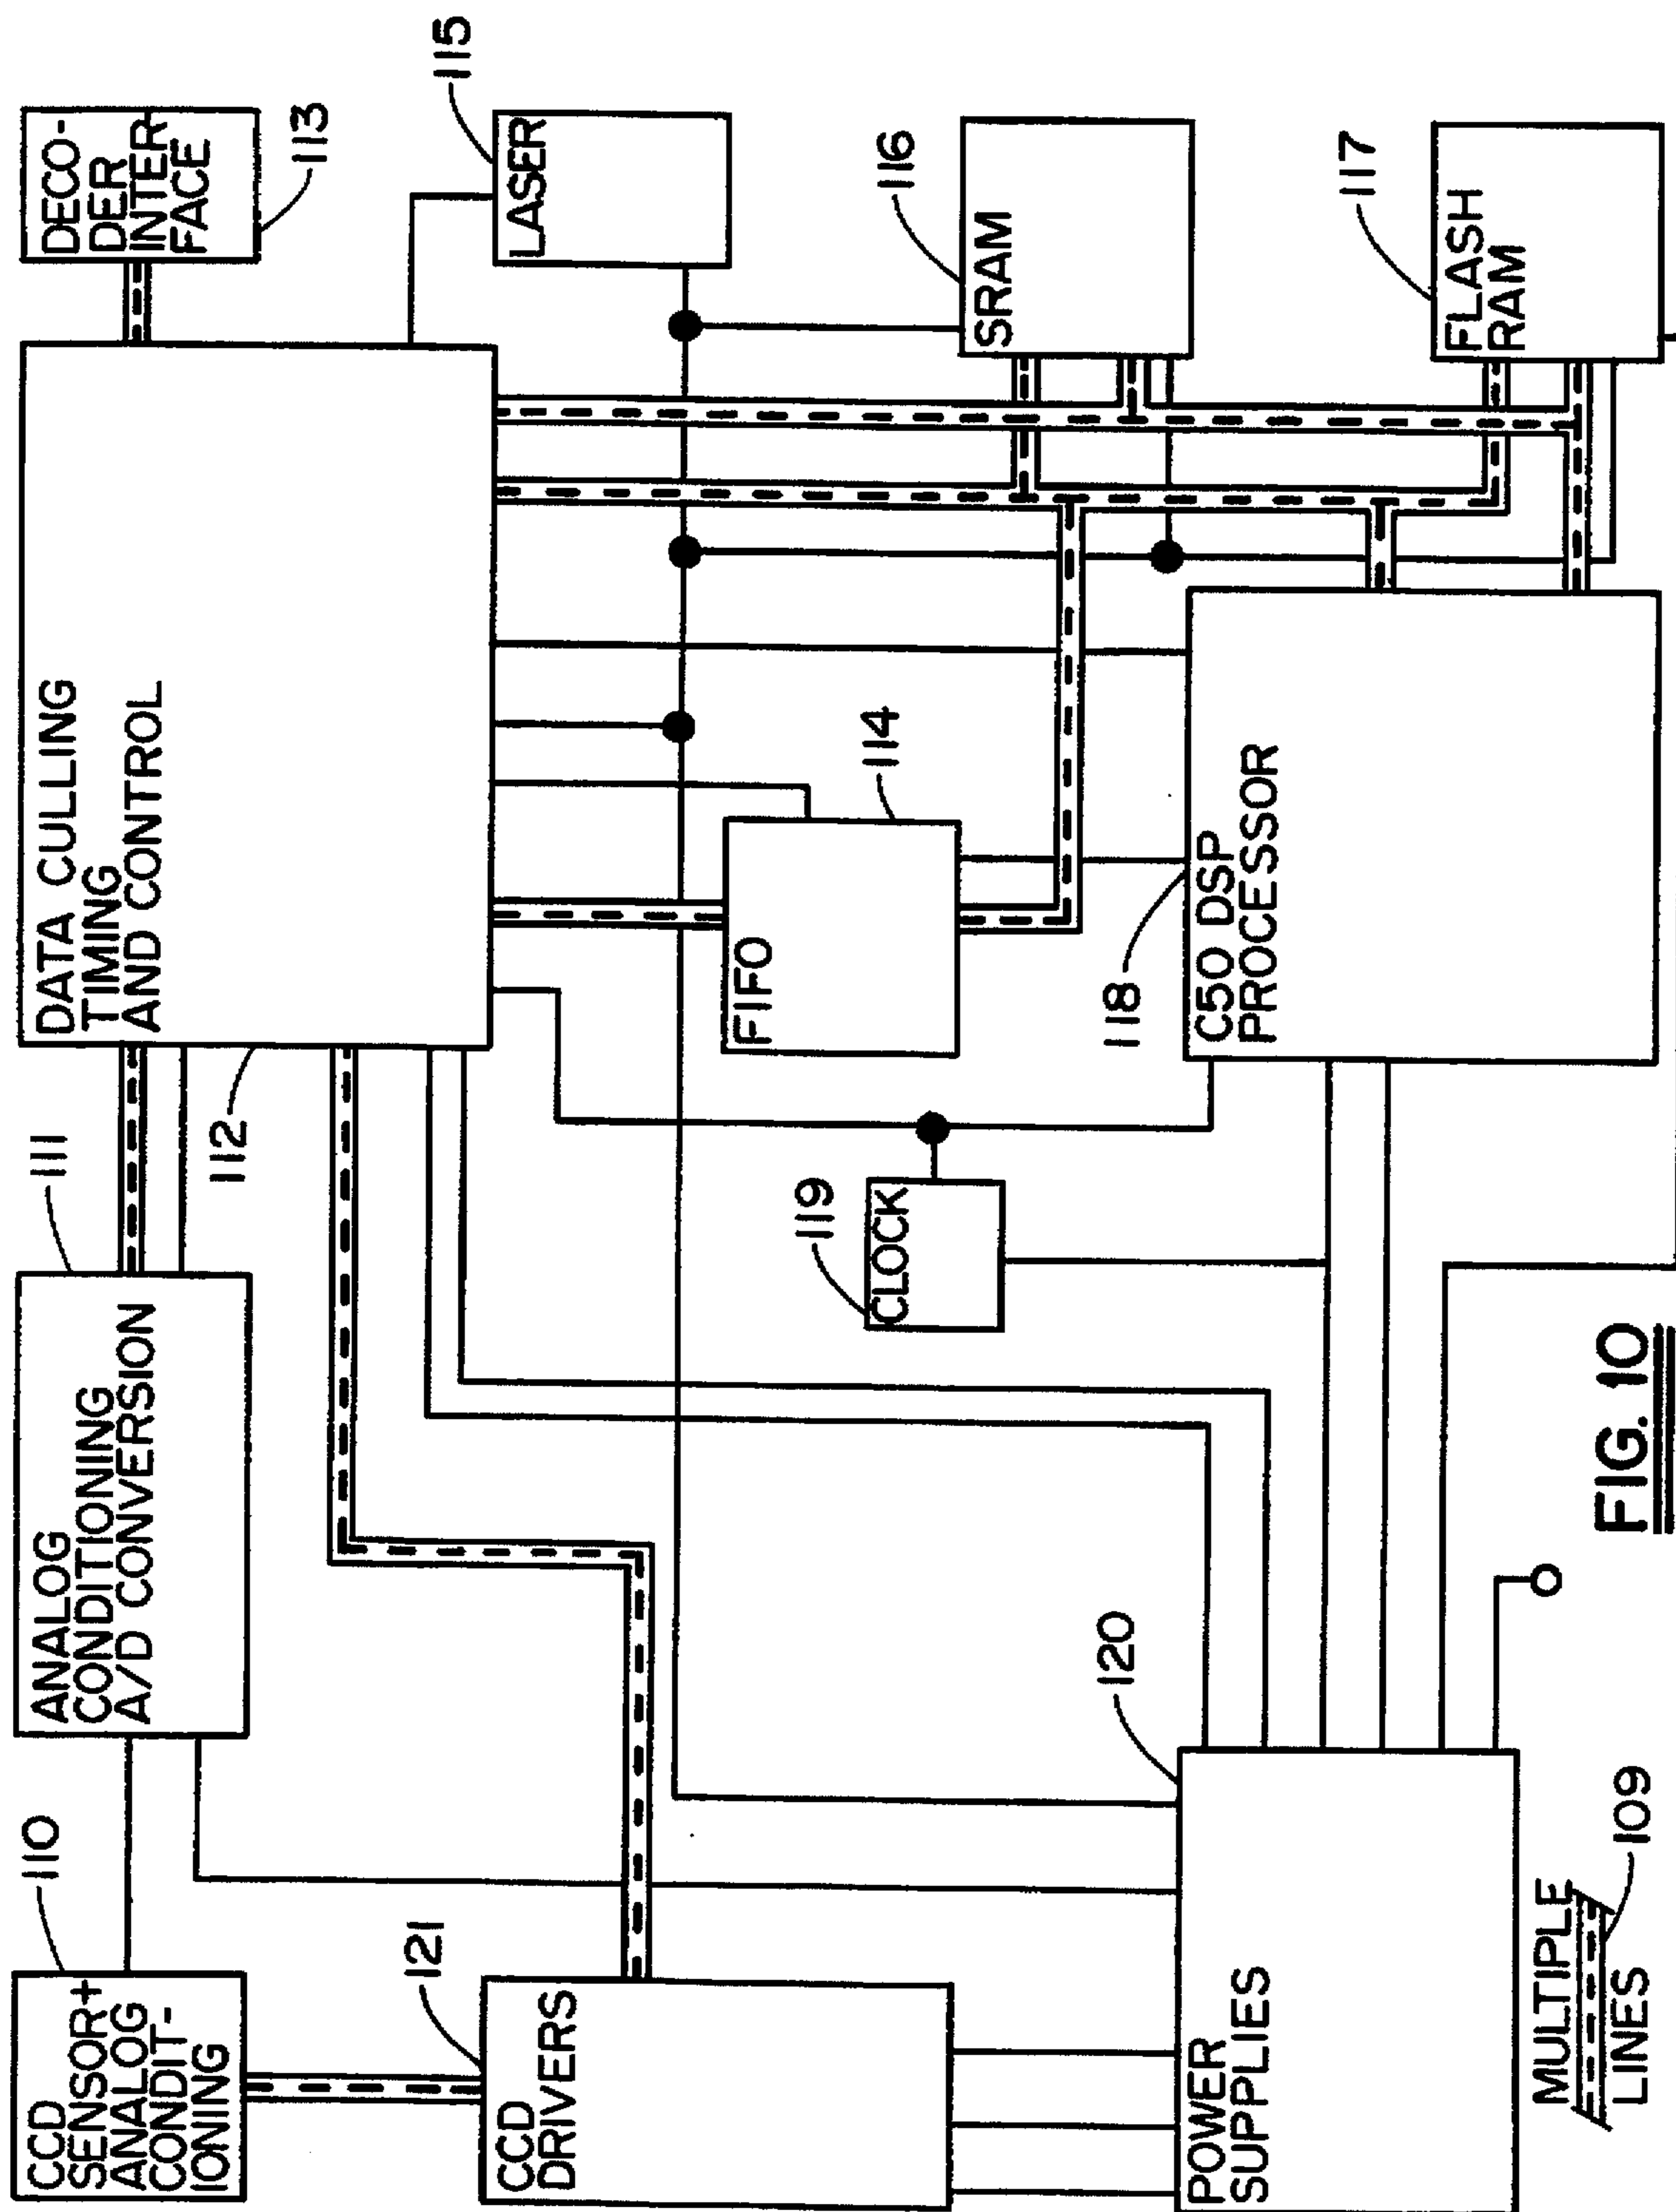 CCD
SENSOR+
ANALOG
CONDIT-
IONING
110
ANALOG
CONDITIONING
A/D CONVERSION
111
DATA CULLING
TIMING
AND CONTROL
112
DECO-
DER
INTER
FACE
113
CCD
DRIVERS
121
LASER
115
FIFO
114
SRAM
116
CLOCK
119
C50 DSP
PROCESSOR
118
FLASH
RAM
117
POWER
SUPPLIES
120
MULTIPLE
LINES
109
FIG. 10